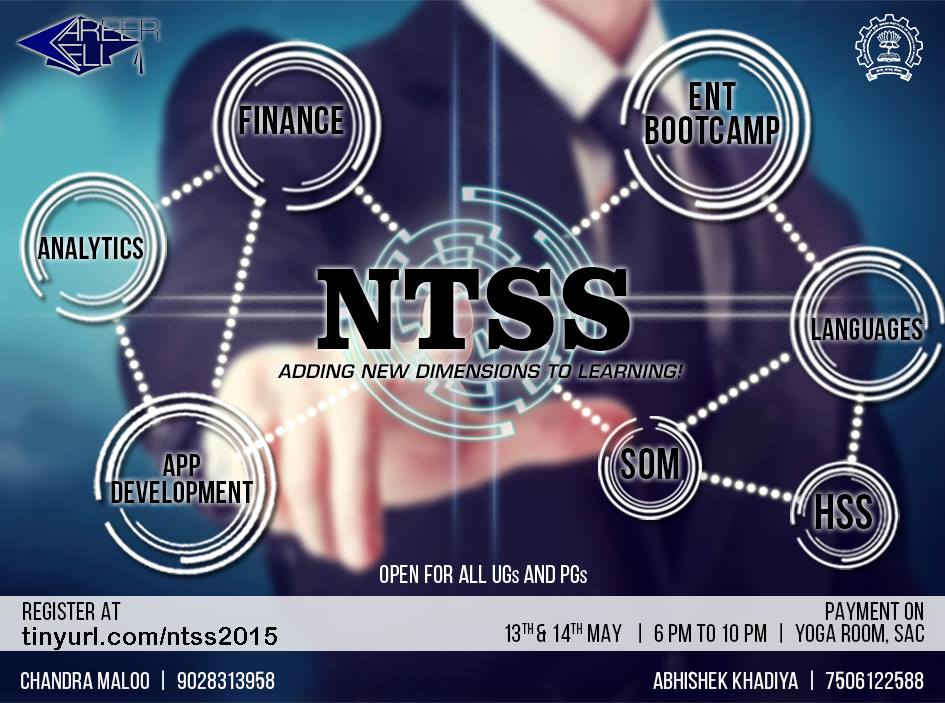 CAREER
CELL
FINANCE
ENT
BOOTCAMP
ANALYTICS
LANGUAGES
NTSS
ADDING NEW DIMENSIONS TO LEARNING!
APP
DEVELOPMENT
SOM
HSS
OPEN FOR ALL UGs AND PGs
REGISTER AT
tinyurl.com/ntss2015
PAYMENT ON
13TH & 14TH MAY | 6 PM TO 10 PM | YOGA ROOM, SAC
CHANDRA MALOO | 9028313958
ABHISHEK KHADIYA | 7506122588